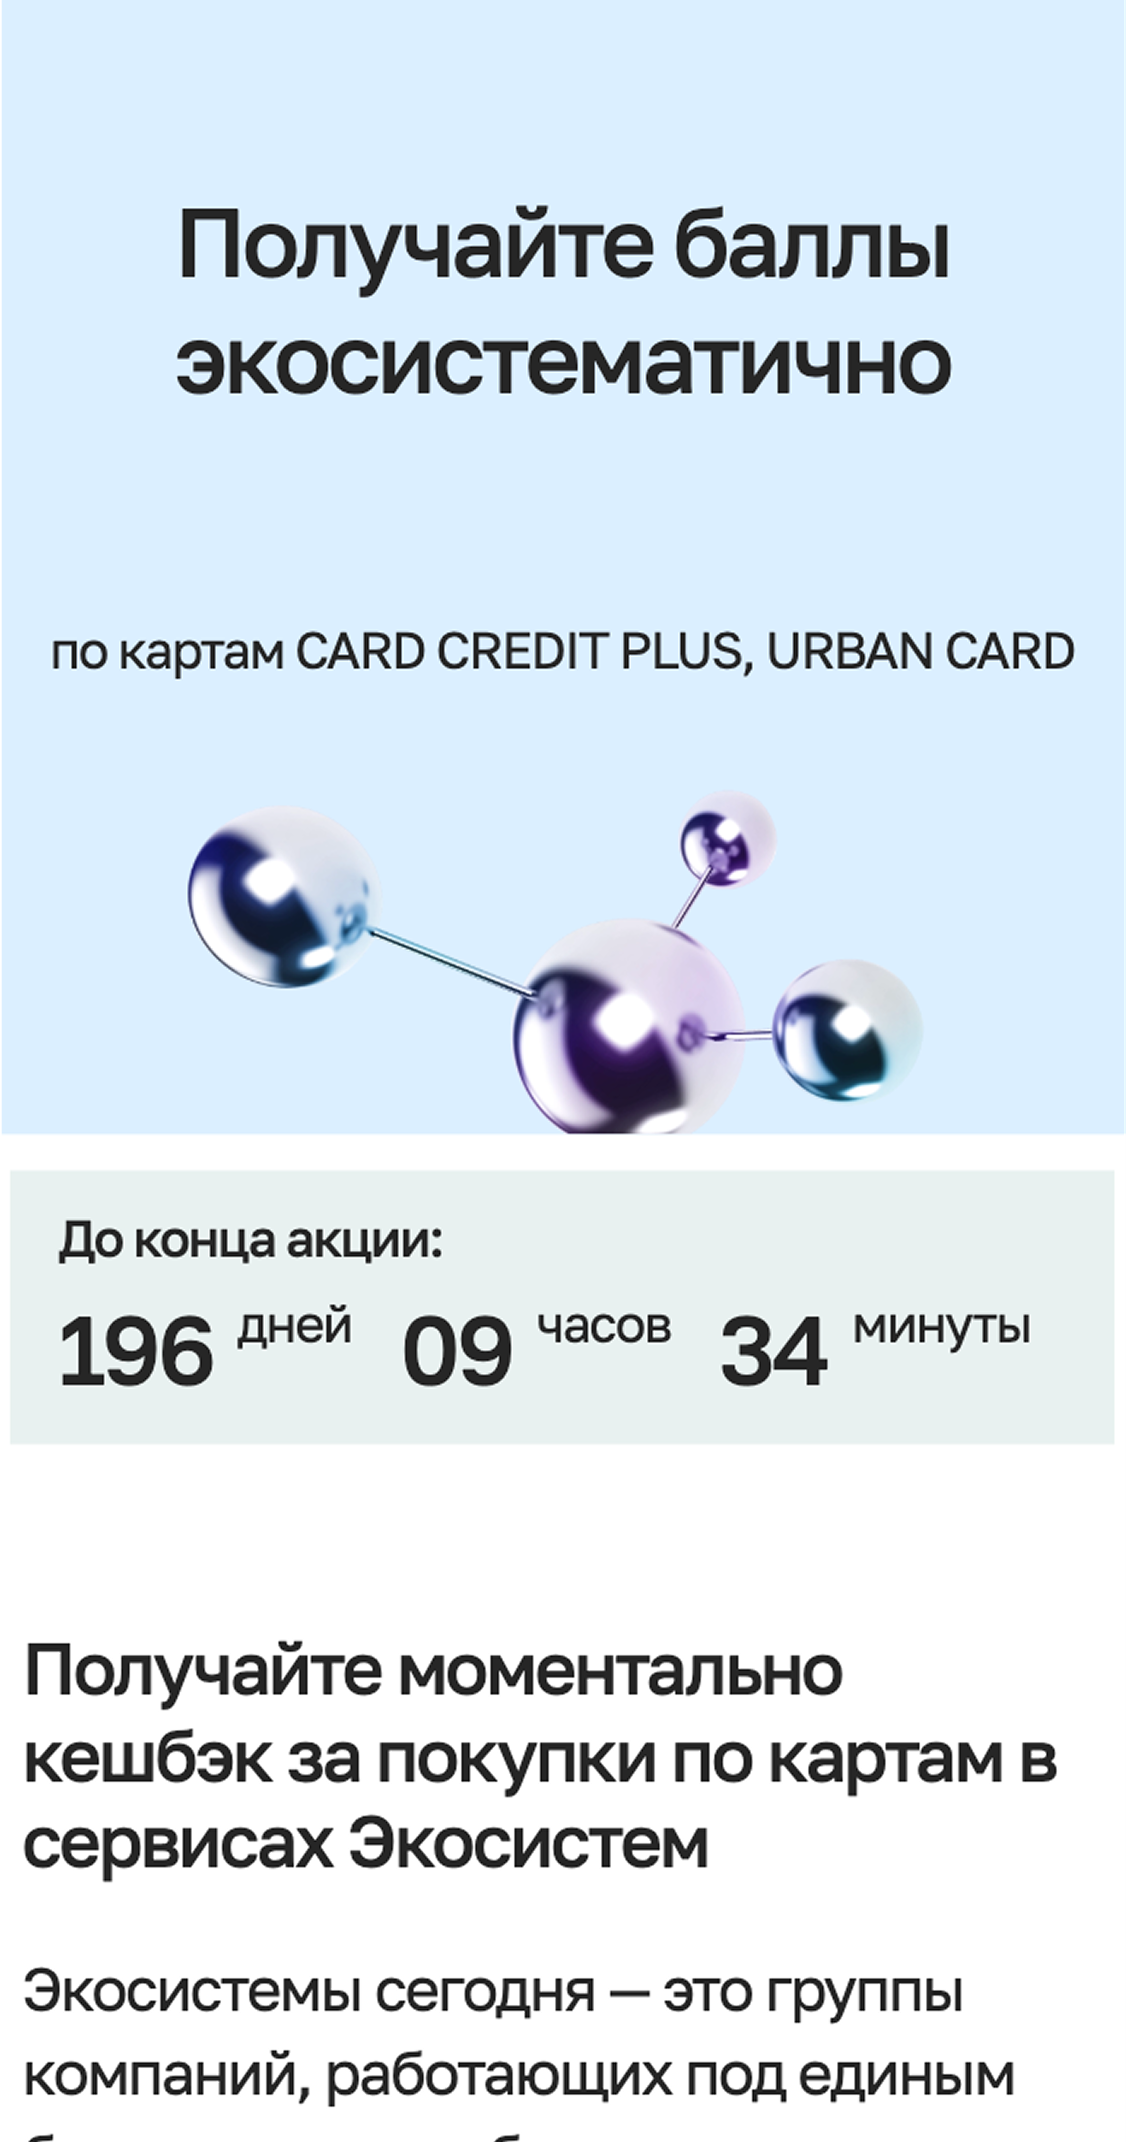 Получайте баллы
экосистематично
по картам CARD CREDIT PLUS, URBAN CARD
До конца акции:
196 дней 09 часов 34 минуты
Получайте моментально
кешбэк за покупки по картам в
сервисах Экосистем
Экосистемы сегодня — это группы
компаний, работающих под единым